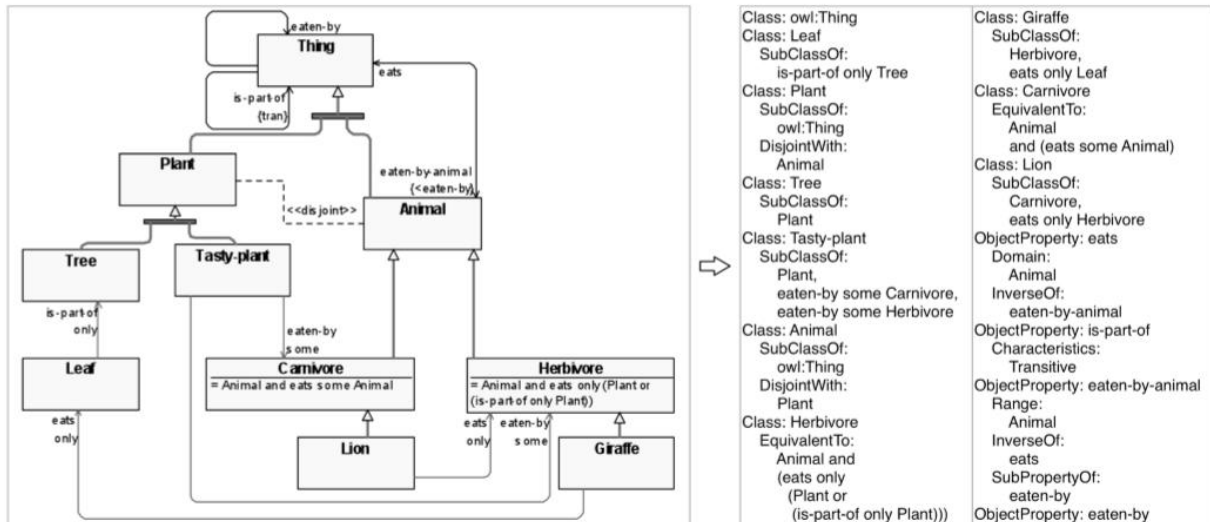 eaten-by
Thing
eats
is-part-of
{tran}
Plant
eaten-by-animal
{<eaten-by}
<<disjoint>>
Animal
Tree
Tasty-plant
is-part-of
only
eaten-by
some
Leaf
Carnivore
= Animal and eats some Animal
Herbivore
= Animal and eats only (Plant or
(is-part-of only Plant))
eats
only
eats
only
eaten-by
some
Lion
Giraffe
Class: owl:Thing
Class: Leaf
SubClassOf:
is-part-of only Tree
Class: Plant
SubClassOf:
owl:Thing
DisjointWith:
Animal
Class: Tree
SubClassOf:
Plant
Class: Tasty-plant
SubClassOf:
Plant,
eaten-by some Carnivore,
eaten-by some Herbivore
Class: Animal
SubClassOf:
owl:Thing
DisjointWith:
Plant
Class: Herbivore
EquivalentTo:
Animal and
(eats only
(Plant or
(is-part-of only Plant)))
Class: Giraffe
SubClassOf:
Herbivore,
eats only Leaf
Class: Carnivore
EquivalentTo:
Animal
and (eats some Animal)
Class: Lion
SubClassOf:
Carnivore,
eats only Herbivore
ObjectProperty: eats
Domain:
Animal
InverseOf:
eaten-by-animal
ObjectProperty: is-part-of
Characteristics:
Transitive
ObjectProperty: eaten-by-animal
Range:
Animal
InverseOf:
eats
SubPropertyOf:
eaten-by
ObjectProperty: eaten-by